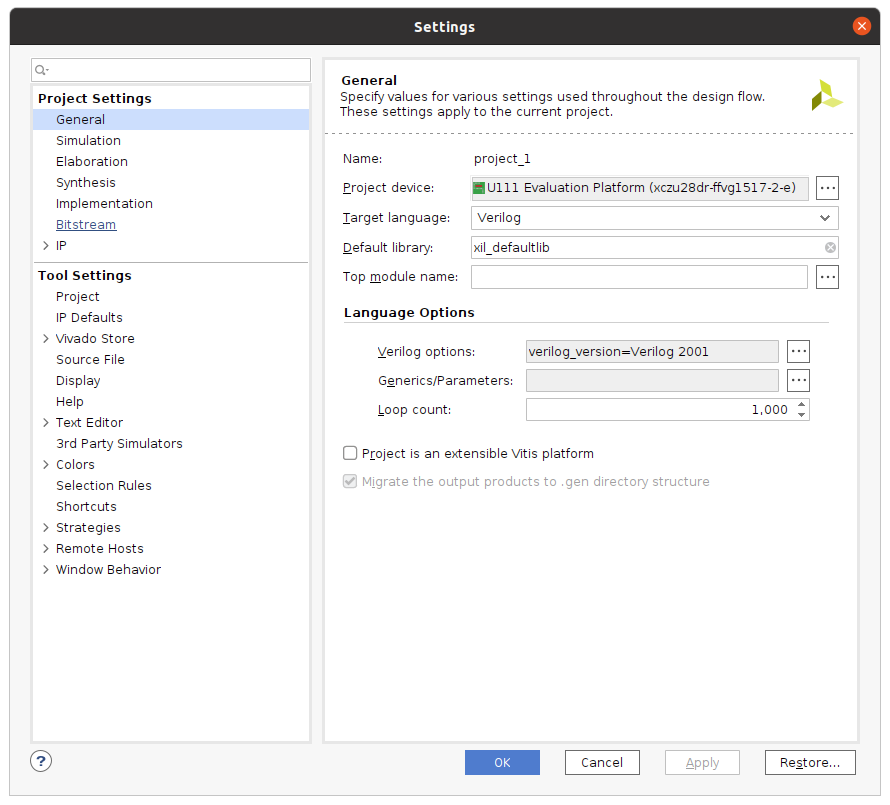 Settings
Project Settings
General
Simulation
Elaboration
Synthesis
Implementation
Bitstream
IP
Tool Settings
Project
IP Defaults
Vivado Store
Source File
Display
Help
Text Editor
3rd Party Simulators
Colors
Selection Rules
Shortcuts
Strategies
Remote Hosts
Window Behavior
General
Specify values for various settings used throughout the design flow.
These settings apply to the current project.
Name: project_1
Project device: U111 Evaluation Platform (xczu28dr-ffvg1517-2-e) ...
Target language: Verilog
Default library: xil_defaultlib
Top module name: ...
Language Options
Verilog options: verilog_version=Verilog 2001 ...
Generics/Parameters: ...
Loop count: 1,000
Project is an extensible Vitis platform
Migrate the output products to .gen directory structure
? OK Cancel Apply Restore...